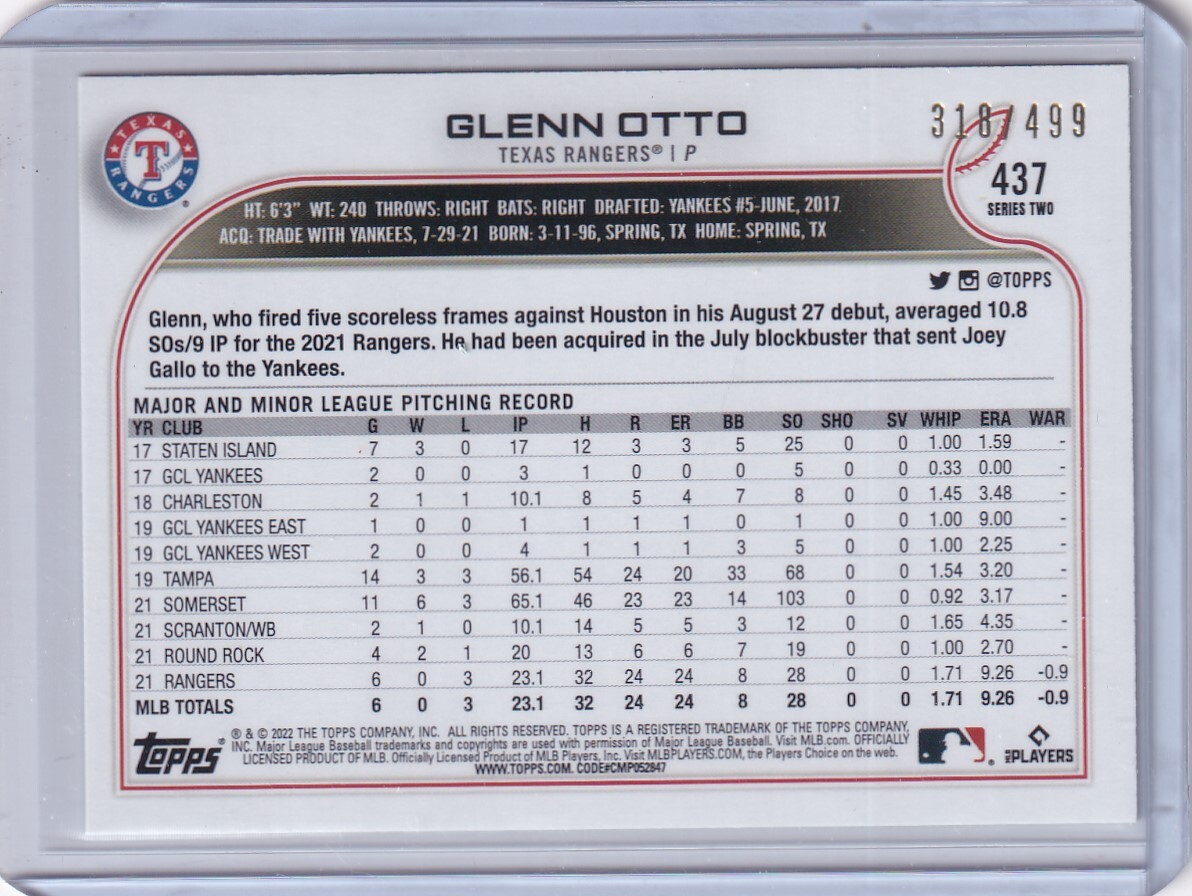 TEXAS RANGERS
T
GLENN OTTO
318/499
TEXAS RANGERS® | P
437
SERIES TWO
HT: 6'3" WT: 240 THROWS: RIGHT BATS: RIGHT DRAFTED: YANKEES #5-JUNE, 2017
ACQ: TRADE WITH YANKEES, 7-29-21 BORN: 3-11-96, SPRING, TX HOME: SPRING, TX
@TOPPS
Glenn, who fired five scoreless frames against Houston in his August 27 debut, averaged 10.8
SOs/9 IP for the 2021 Rangers. He had been acquired in the July blockbuster that sent Joey
Gallo to the Yankees.
MAJOR AND MINOR LEAGUE PITCHING RECORD
YR CLUB G W L IP H R ER BB SO SHO SV WHIP ERA WAR
17 STATEN ISLAND 7 3 0 17 12 3 3 5 25 0 0 1.00 1.59 -
17 GCL YANKEES 2 0 0 3 1 0 0 0 5 0 0 0.33 0.00 -
18 CHARLESTON 2 1 1 10.1 8 5 4 7 8 0 0 1.45 3.48 -
19 GCL YANKEES EAST 1 0 0 1 1 1 1 0 1 0 0 1.00 9.00 -
19 GCL YANKEES WEST 2 0 0 4 1 1 1 3 5 0 0 1.00 2.25 -
19 TAMPA 14 3 3 56.1 54 24 20 33 68 0 0 1.54 3.20 -
21 SOMERSET 11 6 3 65.1 46 23 23 14 103 0 0 0.92 3.17 -
21 SCRANTON/WB 2 1 0 10.1 14 5 5 3 12 0 0 1.65 4.35 -
21 ROUND ROCK 4 2 1 20 13 6 6 7 19 0 0 1.00 2.70 -
21 RANGERS 6 0 3 23.1 32 24 24 8 28 0 0 1.71 9.26 -0.9
MLB TOTALS 6 0 3 23.1 32 24 24 8 28 0 0 1.71 9.26 -0.9
Topps®
® & © 2022 THE TOPPS COMPANY, INC. ALL RIGHTS RESERVED. TOPPS IS A REGISTERED TRADEMARK OF THE TOPPS COMPANY,
INC. Major League Baseball trademarks and copyrights are used with permission of Major League Baseball. Visit MLB.com. OFFICIALLY
LICENSED PRODUCT OF MLB. Officially Licensed Product of MLB Players, Inc. Visit MLBPLAYERS.COM, the Players Choice on the web.
WWW.TOPPS.COM. CODE#CMP052847
MLB PLAYERS